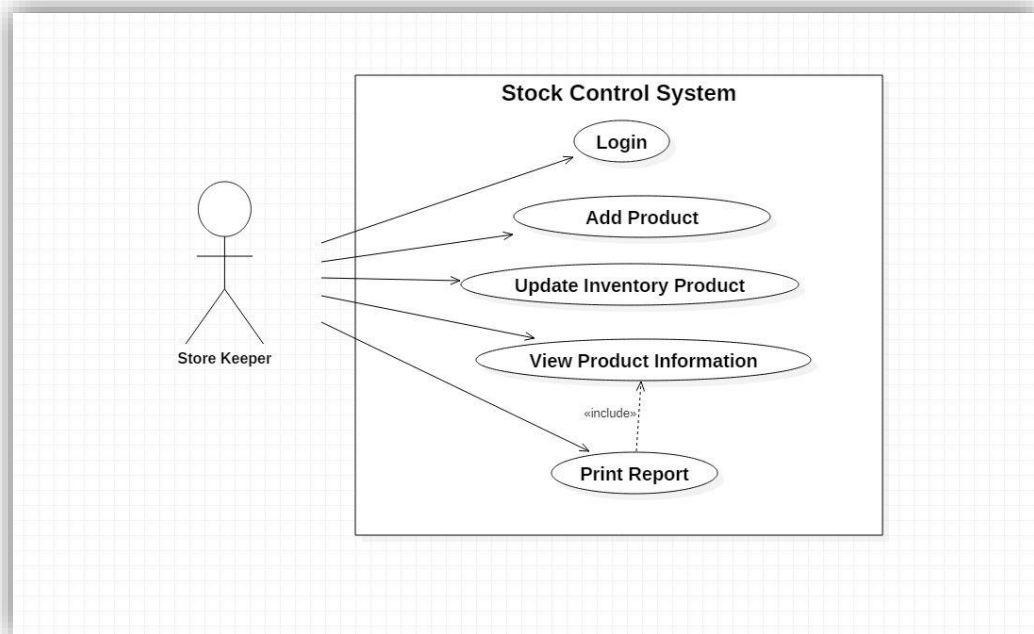 Stock Control System
Login
Add Product
Update Inventory Product
View Product Information
Store Keeper
«include»
Print Report